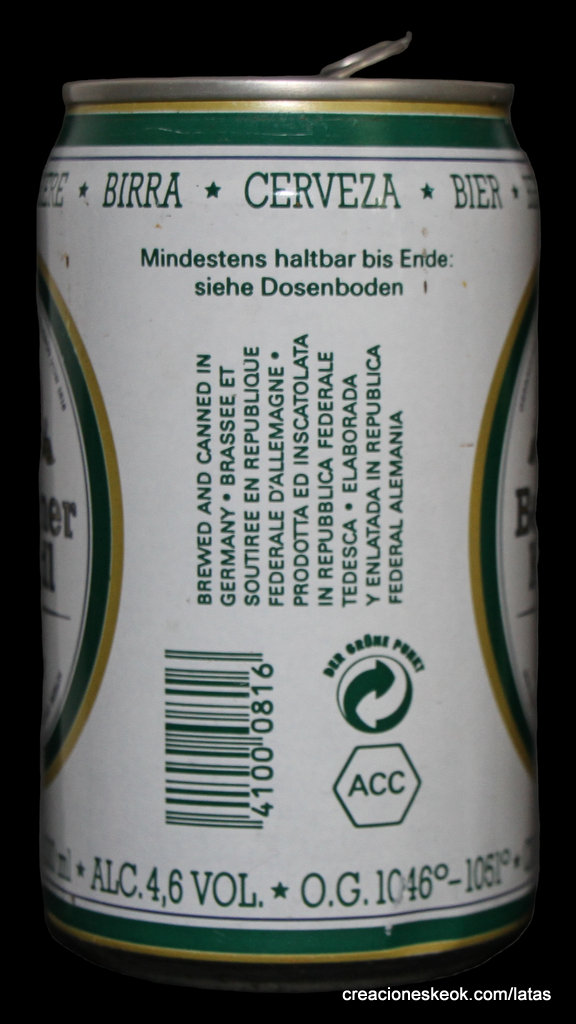 BIRRA ★ CERVEZA ★ BIER
Mindestens haltbar bis Ende:
siehe Dosenboden
BREWED AND CANNED IN
GERMANY • BRASSEE ET
SOUTIREE EN REPUBLIQUE
FEDERALE D'ALLEMAGNE •
PRODOTTA ED INSCATOLATA
IN REPUBBLICA FEDERALE
TEDESCA • ELABORADA
Y ENLATADA IN REPUBLICA
FEDERAL ALEMANIA
4100 0816
DER GRÜNE PUNKT
ACC
ml ★ ALC. 4,6 VOL. ★ O.G. 1046° – 1051°
creacioneskeok.com/latas